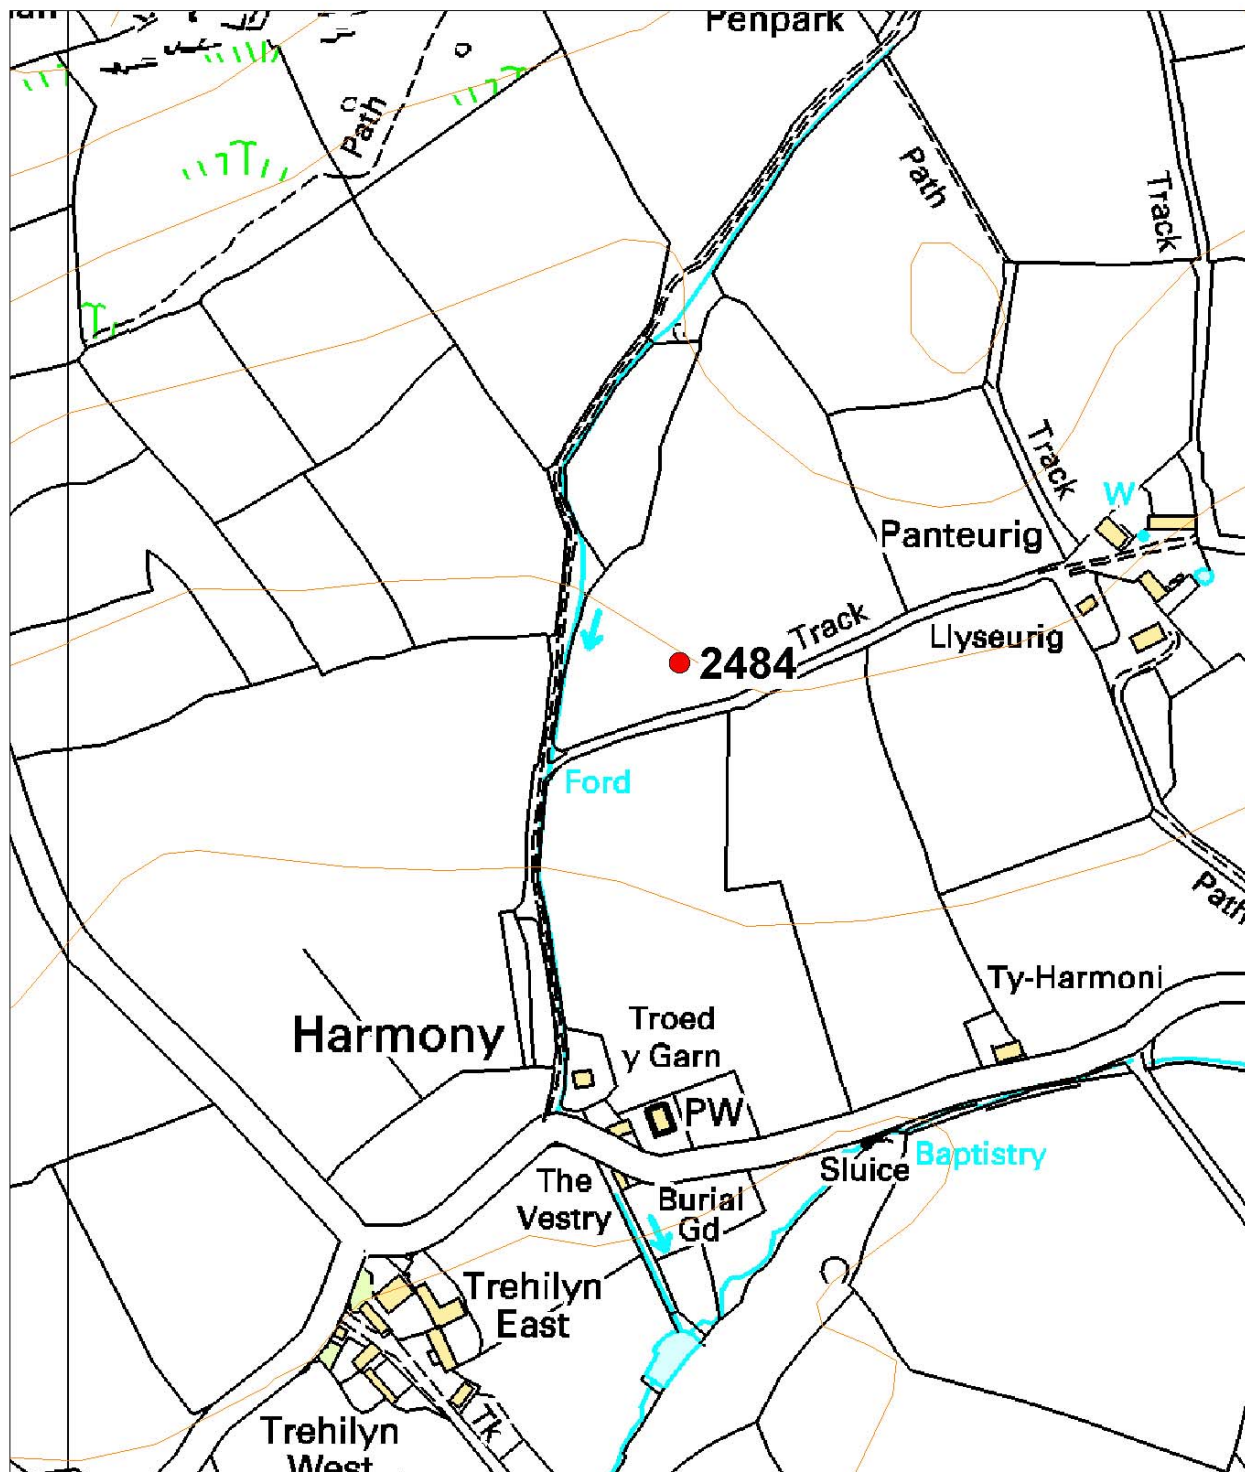 Penpark
Path
Path
Track
Track
W
Panteurig
Track
Llyseurig
2484
Ford
Path
Ty-Harmoni
Harmony
Troed
y Garn
PW
Baptistry
Sluice
The
Vestry
Burial
Gd
Trehilyn
East
Tk
Trehilyn
West